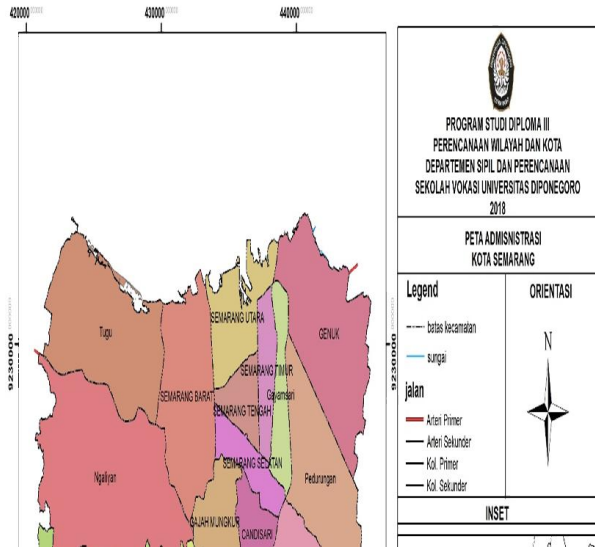 420000
430000
440000
9230000
9230000
Tugu
SEMARANG UTARA
GENUK
SEMARANG TIMUR
Gayamsari
SEMARANG BARAT
SEMARANG TENGAH
SEMARANG SELATAN
Ngaliyan
Pedurungan
GAJAH MUNGKUR
CANDISARI
PROGRAM STUDI DIPLOMA III
PERENCANAAN WILAYAH DAN KOTA
DEPARTEMEN SIPIL DAN PERENCANAAN
SEKOLAH VOKASI UNIVERSITAS DIPONEGORO
2018
PETA ADMISNISTRASI
KOTA SEMARANG
Legend
batas kecamatan
sungai
jalan
Arteri Primer
Arteri Sekunder
Kol. Primer
Kol. Sekunder
ORIENTASI
N
INSET